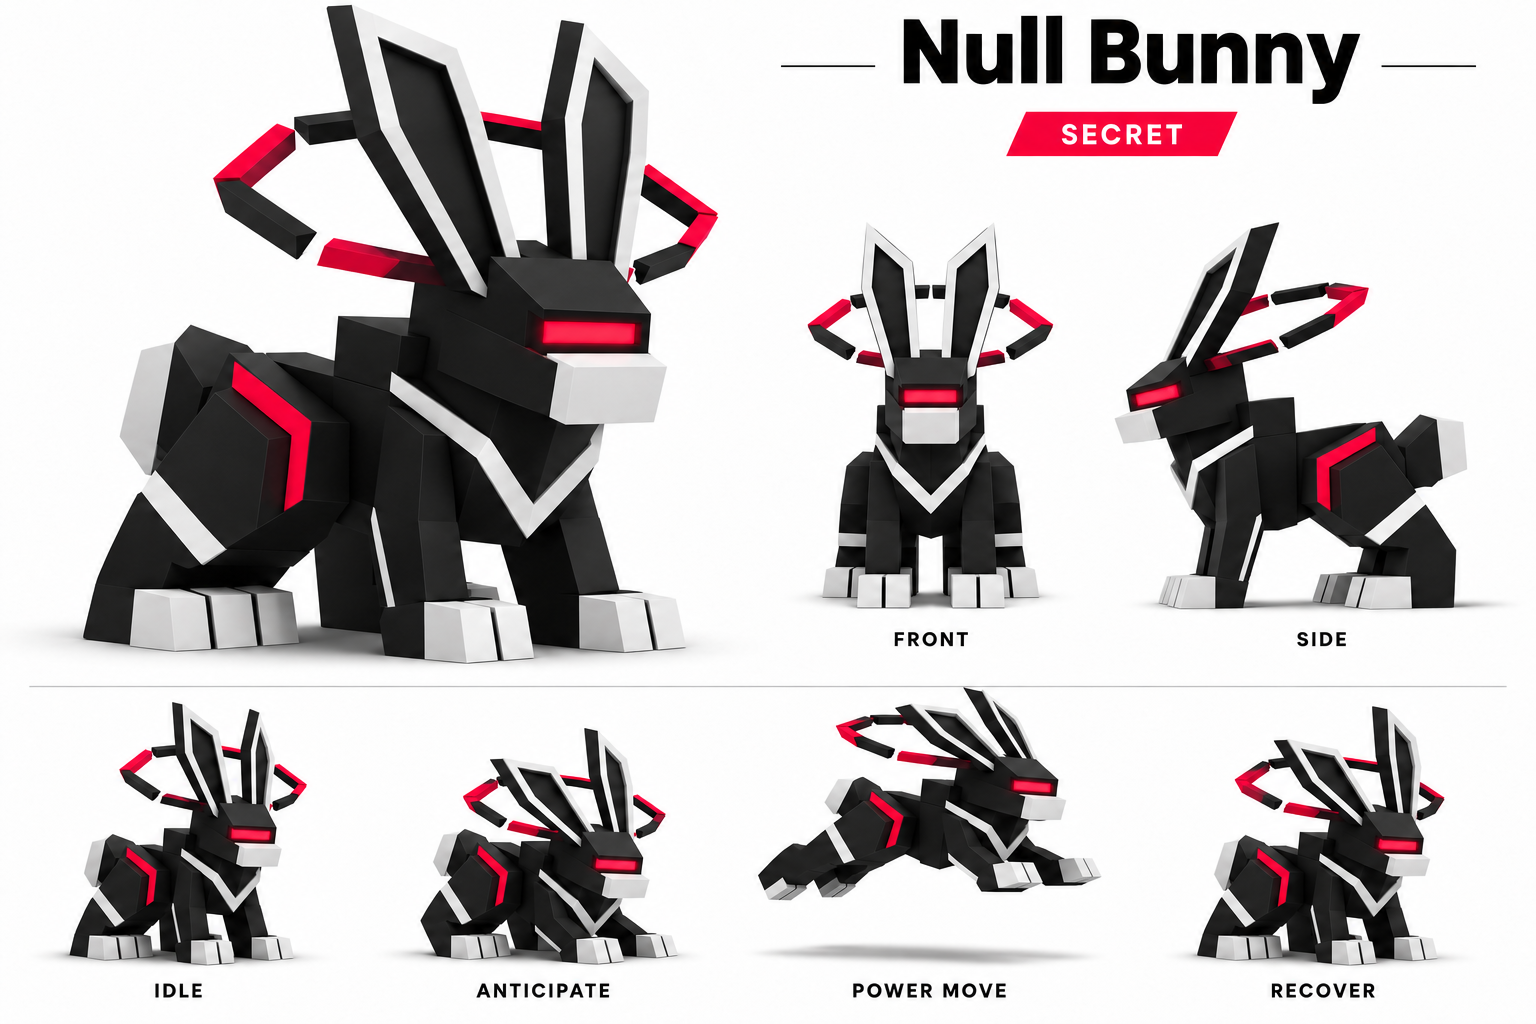 Null Bunny
SECRET
FRONT
SIDE
IDLE
ANTICIPATE
POWER MOVE
RECOVER